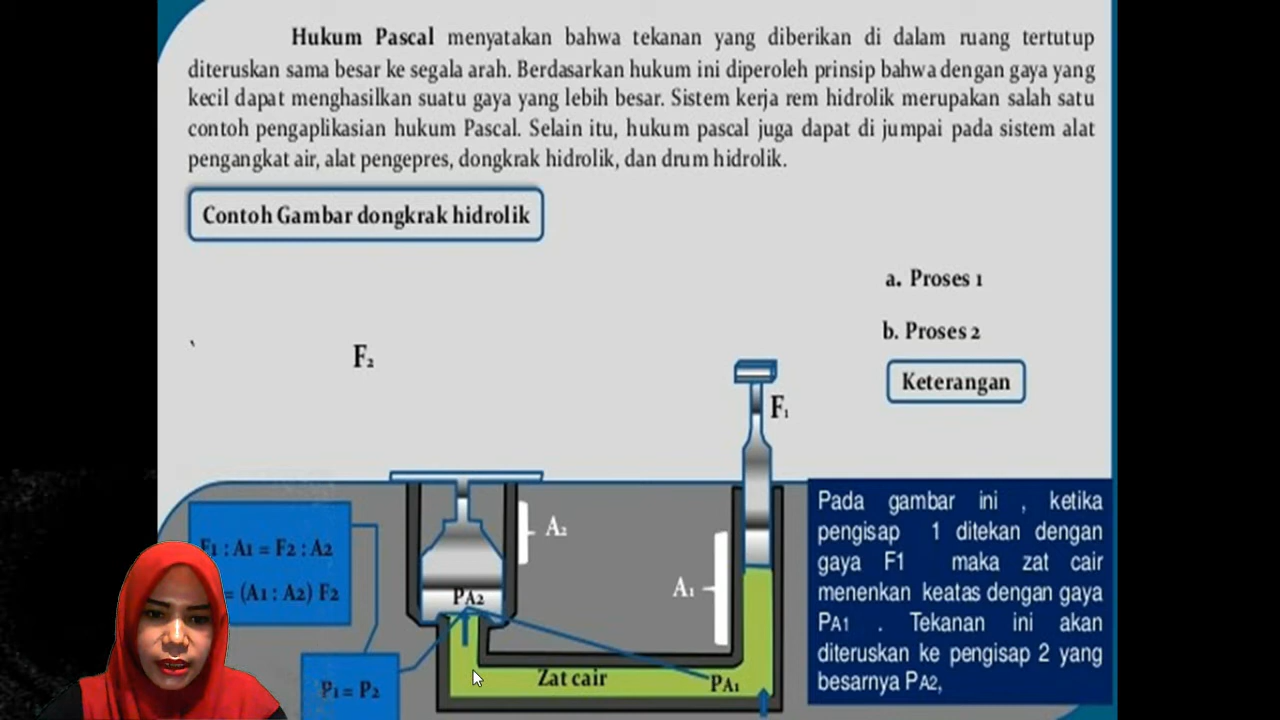 Hukum Pascal menyatakan bahwa tekanan yang diberikan di dalam ruang tertutup
diteruskan sama besar ke segala arah. Berdasarkan hukum ini diperoleh prinsip bahwa dengan gaya yang
kecil dapat menghasilkan suatu gaya yang lebih besar. Sistem kerja rem hidrolik merupakan salah satu
contoh pengaplikasian hukum Pascal. Selain itu, hukum pascal juga dapat di jumpai pada sistem alat
pengangkat air, alat pengepres, dongkrak hidrolik, dan drum hidrolik.
Contoh Gambar dongkrak hidrolik
a. Proses 1
b. Proses 2
Keterangan
F₂
F₁
A₂
A₁
F1 : A1 = F2 : A2
= (A1 : A2) F2
P1 = P2
PA2
Zat cair
PA1
Pada gambar ini , ketika
pengisap 1 ditekan dengan
gaya F1 maka zat cair
menenkan keatas dengan gaya
PA1 . Tekanan ini akan
diteruskan ke pengisap 2 yang
besarnya PA2,